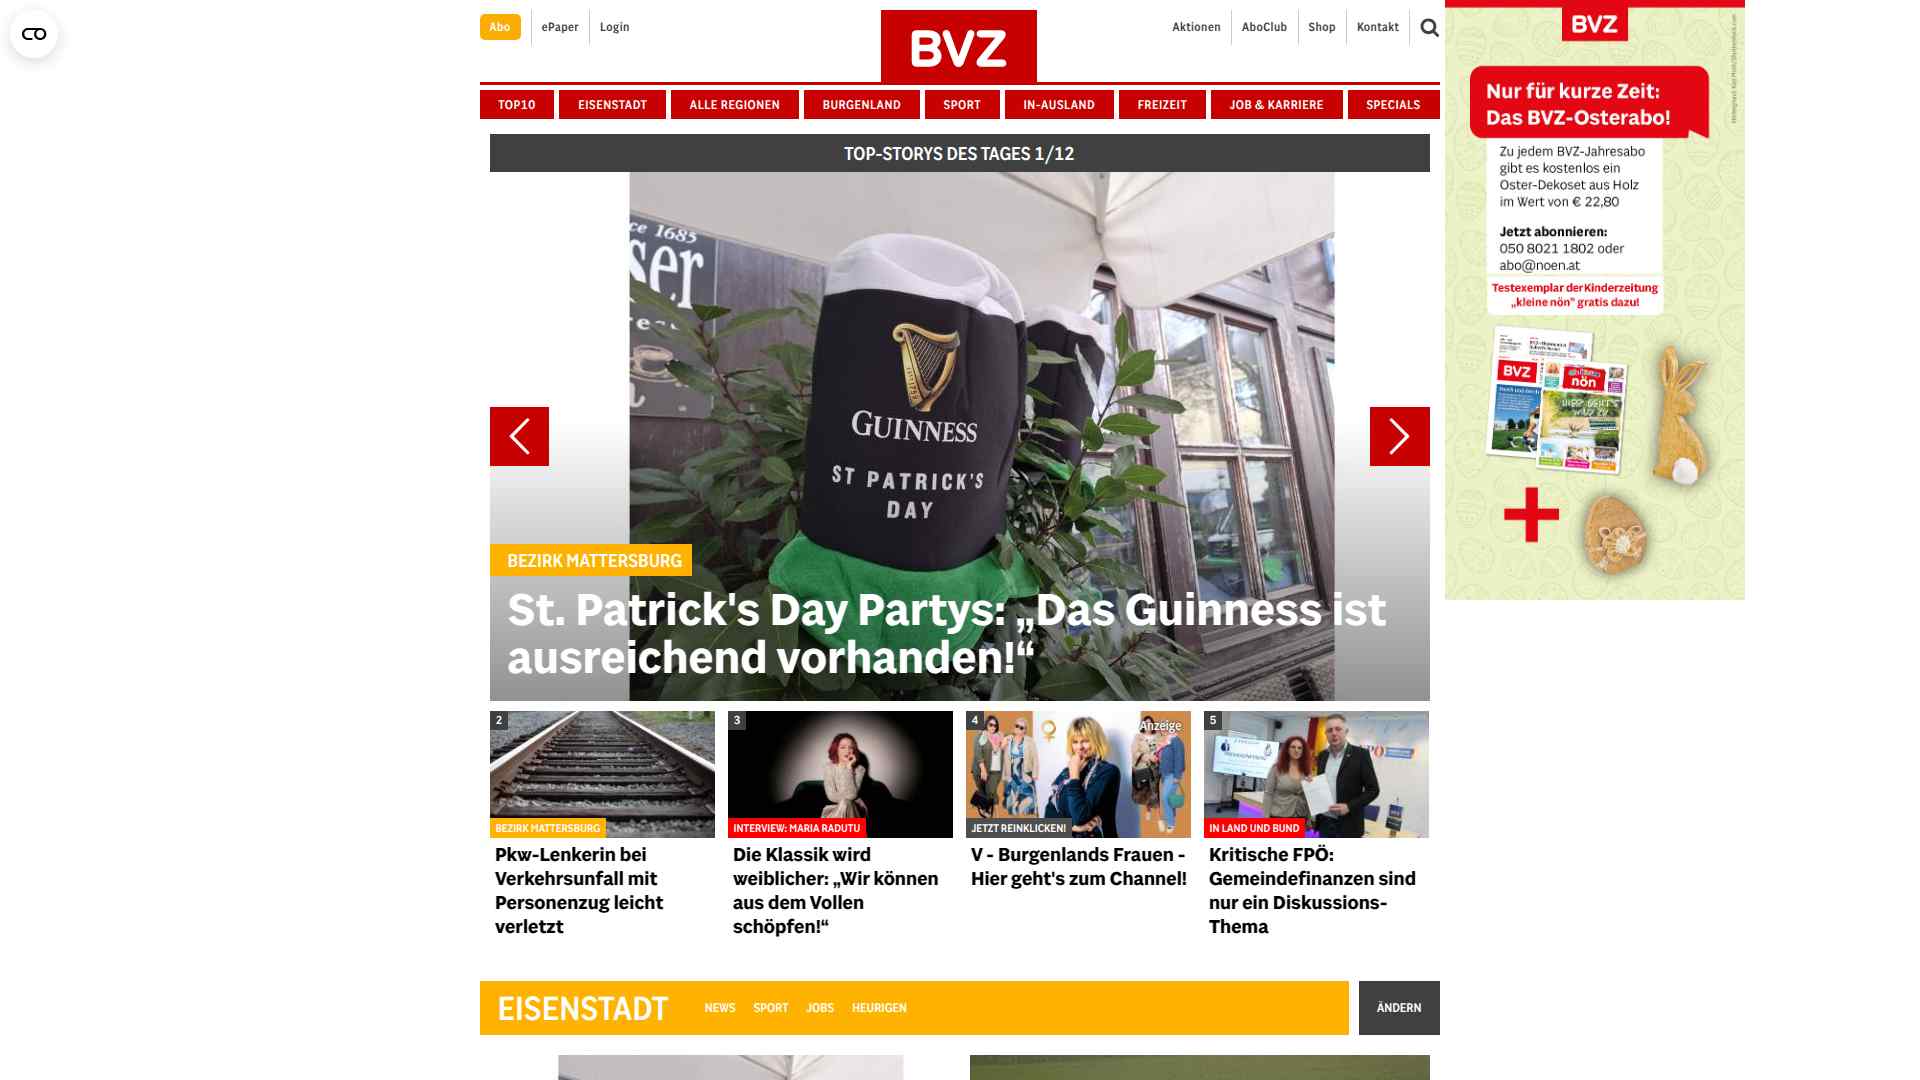 Abo ePaper Login
BVZ
Aktionen AboClub Shop Kontakt
TOP10 EISENSTADT ALLE REGIONEN BURGENLAND SPORT IN-AUSLAND FREIZEIT JOB & KARRIERE SPECIALS
TOP-STORYS DES TAGES 1/12
ce 1685
ser
GUINNESS
ST PATRICK'S
DAY
BEZIRK MATTERSBURG
St. Patrick's Day Partys: „Das Guinness ist
ausreichend vorhanden!“
2
BEZIRK MATTERSBURG
Pkw-Lenkerin bei
Verkehrsunfall mit
Personenzug leicht
verletzt
3
INTERVIEW: MARIA RADUTU
Die Klassik wird
weiblicher: „Wir können
aus dem Vollen
schöpfen!“
4
Anzeige
JETZT REINKLICKEN!
V - Burgenlands Frauen -
Hier geht's zum Channel!
5
IN LAND UND BUND
Kritische FPÖ:
Gemeindefinanzen sind
nur ein Diskussions-
Thema
EISENSTADT NEWS SPORT JOBS HEURIGEN
ÄNDERN
BVZ
Nur für kurze Zeit:
Das BVZ-Osterabo!
Zu jedem BVZ-Jahresabo
gibt es kostenlos ein
Oster-Dekoset aus Holz
im Wert von € 22,80
Jetzt abonnieren:
050 8021 1802 oder
abo@noen.at
Testexemplar der Kinderzeitung
„kleine nön“ gratis dazu!
BVZ
nön